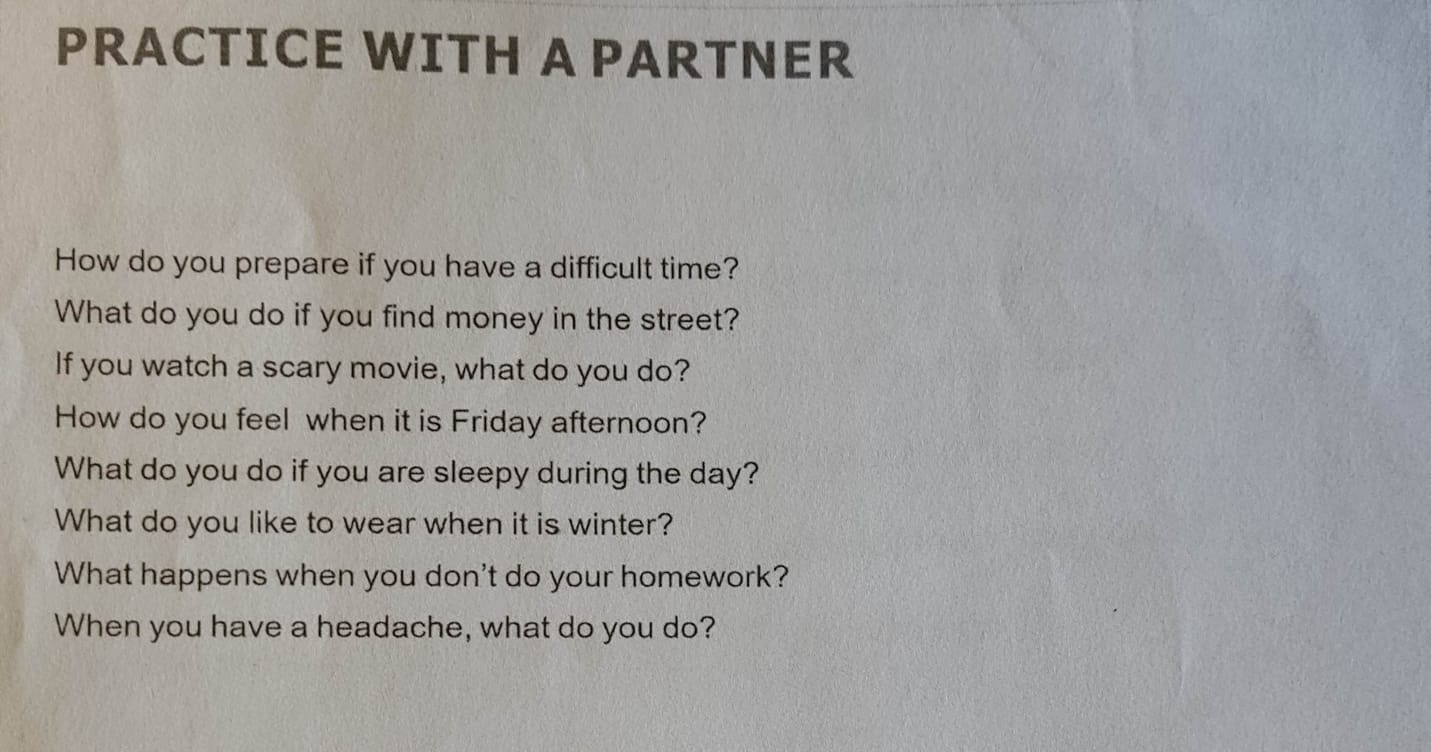 PRACTICE WITH A PARTNER
How do you prepare if you have a difficult time?
What do you do if you find money in the street?
If you watch a scary movie, what do you do?
How do you feel  when it is Friday afternoon?
What do you do if you are sleepy during the day?
What do you like to wear when it is winter?
What happens when you don’t do your homework?
When you have a headache, what do you do?